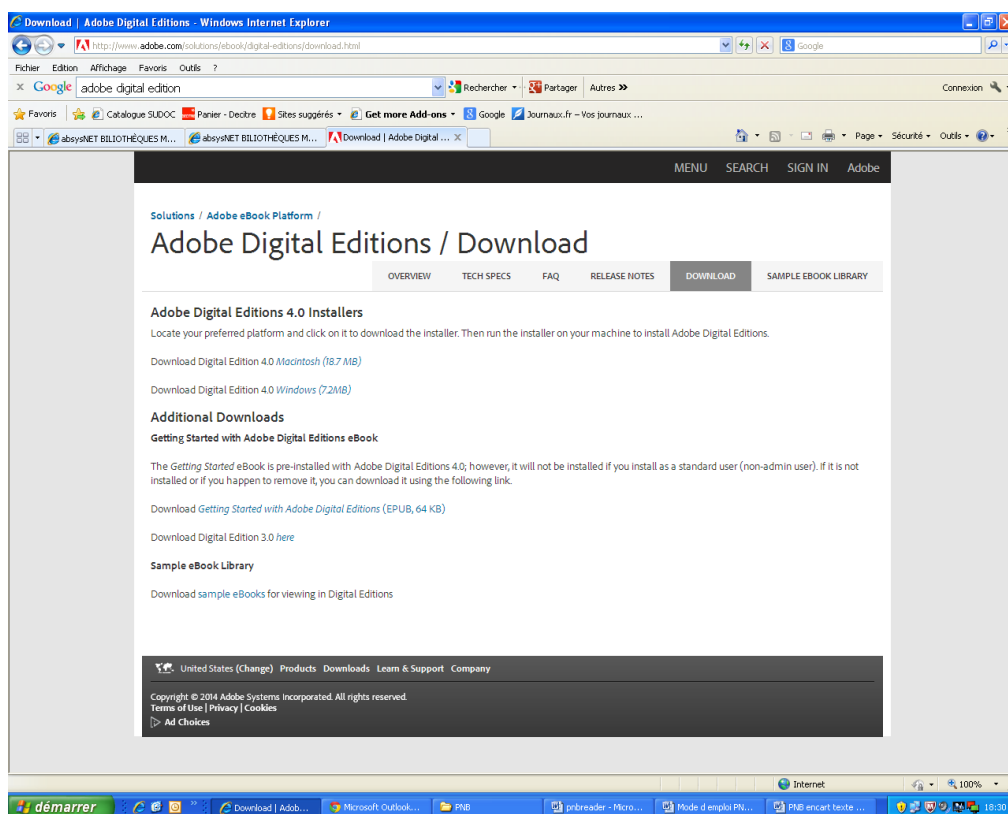 Download | Adobe Digital Editions - Windows Internet Explorer
http://www.adobe.com/solutions/ebook/digital-editions/download.html
Google
Fichier Edition Affichage Favoris Outils ?
x Google adobe digital edition Rechercher Partager Autres » Connexion
Favoris Catalogue SUDOC Panier - Decitre Sites suggérés Get more Add-ons Google Journaux.fr – Vos journaux ...
absysNET BILIOTHÈQUES M... absysNET BILIOTHÈQUES M... Download | Adobe Digital ... X Page Sécurité Outils
MENU SEARCH SIGN IN Adobe
Solutions / Adobe eBook Platform /
Adobe Digital Editions / Download
OVERVIEW TECH SPECS FAQ RELEASE NOTES DOWNLOAD SAMPLE EBOOK LIBRARY
Adobe Digital Editions 4.0 Installers
Locate your preferred platform and click on it to download the installer. Then run the installer on your machine to install Adobe Digital Editions.
Download Digital Edition 4.0 Macintosh (18.7 MB)
Download Digital Edition 4.0 Windows (7.2MB)
Additional Downloads
Getting Started with Adobe Digital Editions eBook
The Getting Started eBook is pre-installed with Adobe Digital Editions 4.0; however, it will not be installed if you install as a standard user (non-admin user). If it is not
installed or if you happen to remove it, you can download it using the following link.
Download Getting Started with Adobe Digital Editions (EPUB, 64 KB)
Download Digital Edition 3.0 here
Sample eBook Library
Download sample eBooks for viewing in Digital Editions
United States (Change) Products Downloads Learn & Support Company
Copyright © 2014 Adobe Systems Incorporated. All rights reserved.
Terms of Use | Privacy | Cookies
Ad Choices
Internet 100%
démarrer Download | Adob... Microsoft Outlook... PNB pnbreader - Micro... Mode d emploi PN... PNB encart texte ... 18:30